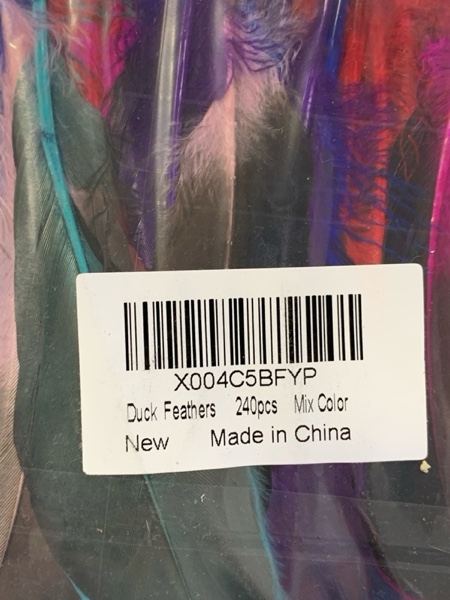 X004C5BFYP
Duck Feathers 240pcs Mix Color
New Made in China